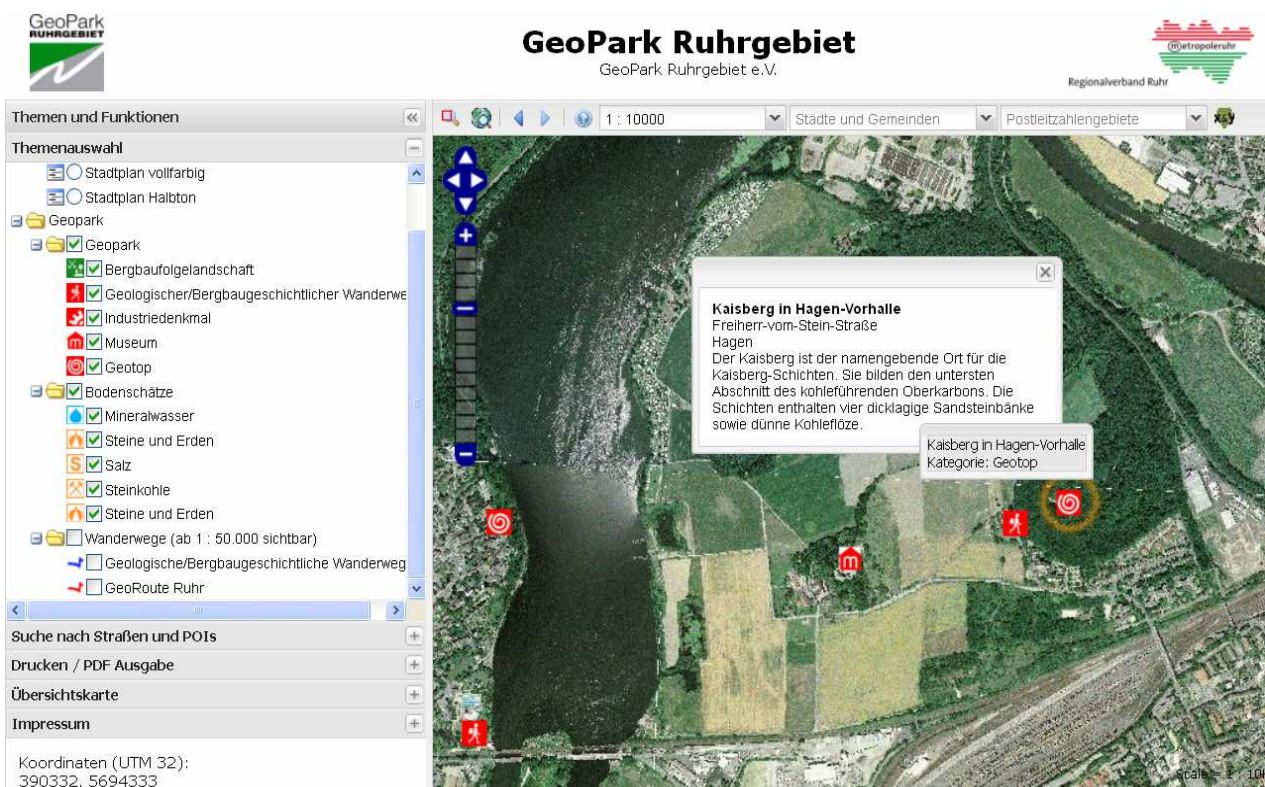 GeoPark
RUHRGEBIET
GeoPark Ruhrgebiet
GeoPark Ruhrgebiet e.V.
metropoleruhr
Regionalverband Ruhr
Themen und Funktionen
1 : 10000
Städte und Gemeinden
Postleitzahlengebiete
x,y
Themenauswahl
Stadtplan vollfarbig
Stadtplan Halbton
Geopark
Geopark
Bergbaufolgelandschaft
Geologischer/Bergbaugeschichtlicher Wanderwe
Industriedenkmal
Museum
Geotop
Bodenschätze
Mineralwasser
Steine und Erden
S Salz
Steinkohle
Steine und Erden
Wanderwege (ab 1 : 50.000 sichtbar)
Geologische/Bergbaugeschichtliche Wanderweg
GeoRoute Ruhr
Suche nach Straßen und POIs
Drucken / PDF Ausgabe
Übersichtskarte
Impressum
Koordinaten (UTM 32):
390332, 5694333
Kaisberg in Hagen-Vorhalle
Freiherr-vom-Stein-Straße
Hagen
Der Kaisberg ist der namengebende Ort für die
Kaisberg-Schichten. Sie bilden den untersten
Abschnitt des kohleführenden Oberkarbons. Die
Schichten enthalten vier dicklagige Sandsteinbänke
sowie dünne Kohleflöze.
Kaisberg in Hagen-Vorhalle
Kategorie: Geotop
Scale = 1 : 10